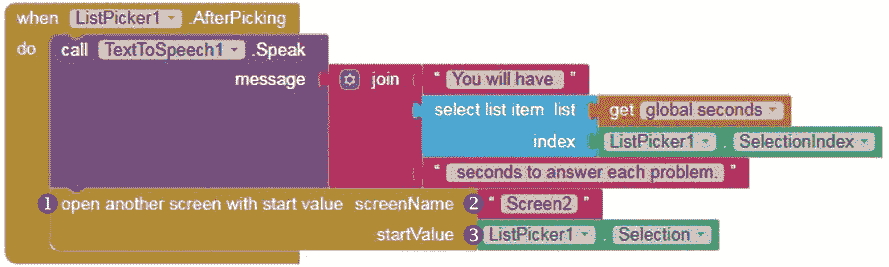 when ListPicker1 .AfterPicking
do call TextToSpeech1 .Speak
message join " You will have "
select list item list get global seconds
index ListPicker1 . SelectionIndex
" seconds to answer each problem. "
1 open another screen with start value screenName 2 " Screen2 "
startValue 3 ListPicker1 . Selection